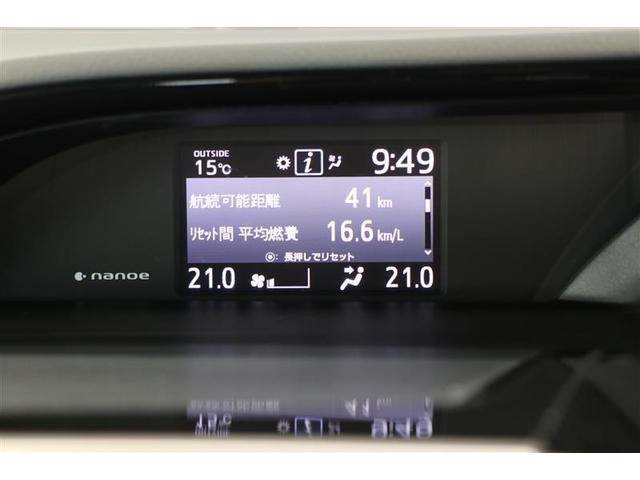 OUTSIDE
15℃
i
9:49
航続可能距離 41 km
リセット間 平均燃費 16.6 km/L
◉: 長押しでリセット
nanoe
21.0
21.0